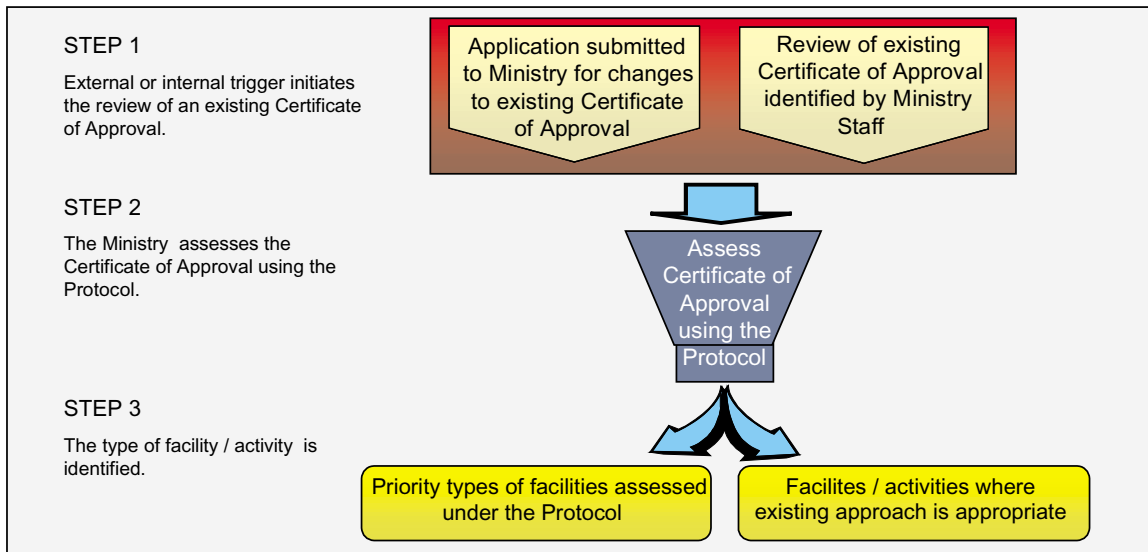 STEP 1
External or internal trigger initiates
the review of an existing Certificate
of Approval.
Application submitted
to Ministry for changes
to existing Certificate
of Approval
Review of existing
Certificate of Approval
identified by Ministry
Staff
STEP 2
The Ministry assesses the
Certificate of Approval using the
Protocol.
Assess
Certificate of
Approval
using the
Protocol
STEP 3
The type of facility / activity is
identified.
Priority types of facilities assessed
under the Protocol
Facilites / activities where
existing approach is appropriate